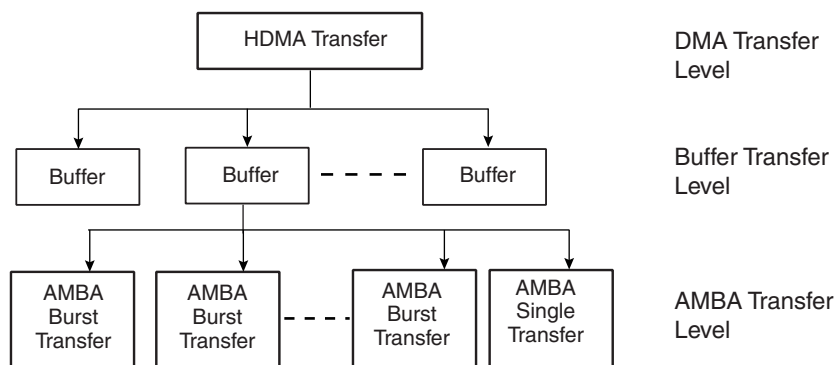 HDMA Transfer
DMA Transfer
Level
Buffer
Buffer
Buffer
Buffer Transfer
Level
AMBA
Burst
Transfer
AMBA
Burst
Transfer
AMBA
Burst
Transfer
AMBA
Single
Transfer
AMBA Transfer
Level